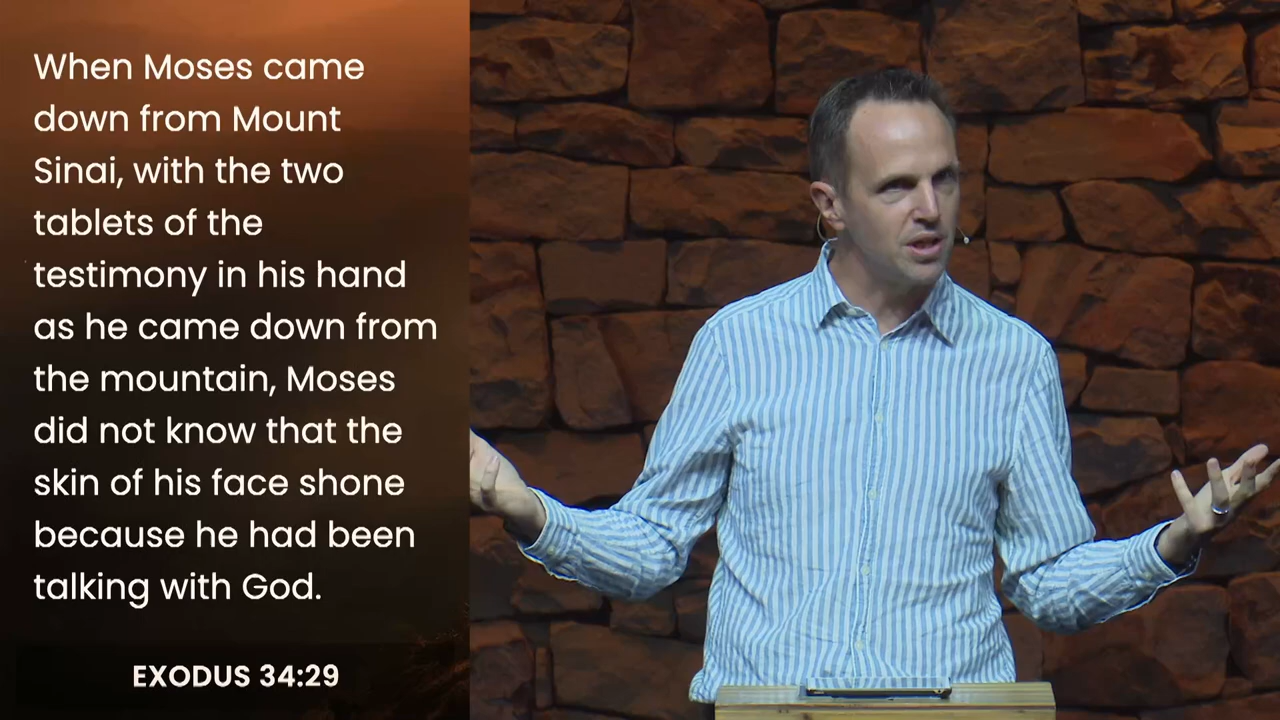 When Moses came
down from Mount
Sinai, with the two
tablets of the
testimony in his hand
as he came down from
the mountain, Moses
did not know that the
skin of his face shone
because he had been
talking with God.
EXODUS 34:29